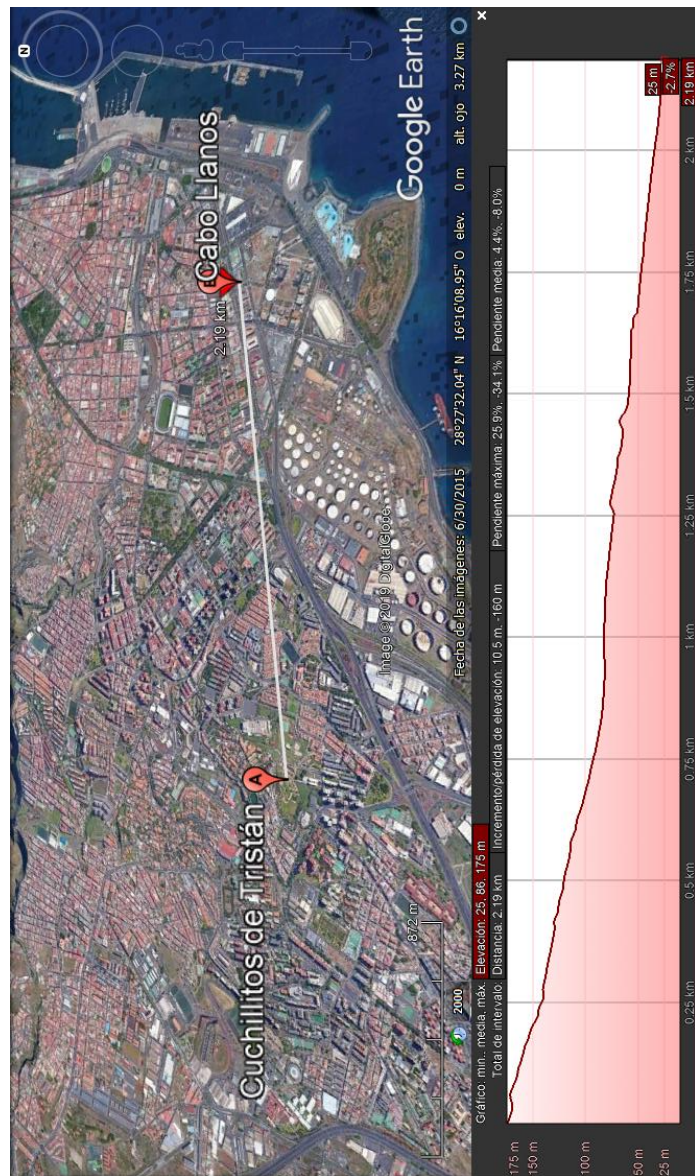 N
Cuchillitos de Tristán
A
2.19 km
Cabo Llanos
872 m
Image © 2019 DigitalGlobe
Google Earth
2000
Fecha de las imágenes: 6/30/2015 28°27'32.04" N 16°16'08.95" O elev. 0 m alt. ojo 3.27 km
Gráfico: mín., media, máx. Elevación: 25, 86, 175 m
Total de intervalo: Distancia: 2.19 km Incremento/pérdida de elevación: 10.5 m, -160 m Pendiente máxima: 25.9%, -34.1% Pendiente media: 4.4%, -8.0%
175 m
150 m
100 m
50 m
25 m
25 m
-2.7%
0.25 km 0.5 km 0.75 km 1 km 1.25 km 1.5 km 1.75 km 2 km 2.19 km